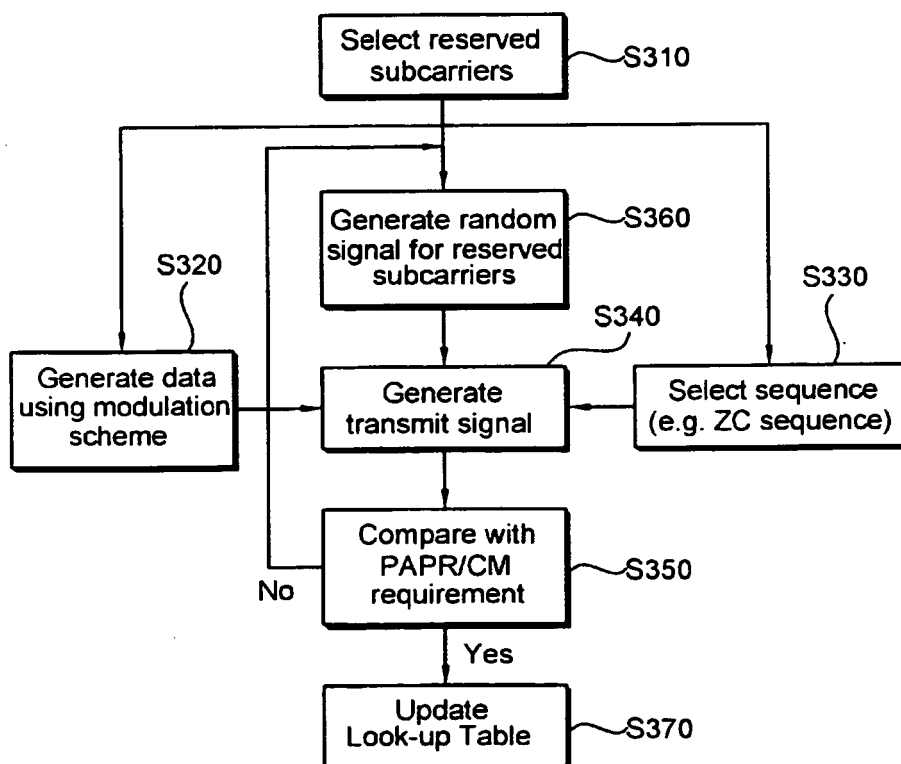 Select reserved
subcarriers
S310
Generate random
signal for reserved
subcarriers
S360
S320
S330
S340
Generate data
using modulation
scheme
Generate
transmit signal
Select sequence
(e.g. ZC sequence)
Compare with
PAPR/CM
requirement
S350
No
Yes
Update
Look-up Table
S370